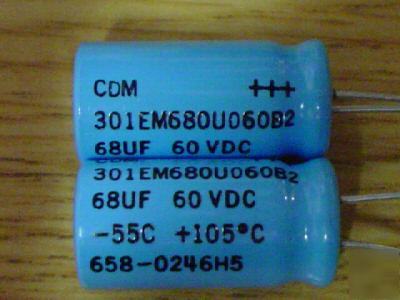 CDM +++
301EM680U060B2
68UF 60 VDC
301EM680U060B2
68UF 60 VDC
-55C +105°C
658-0246H5